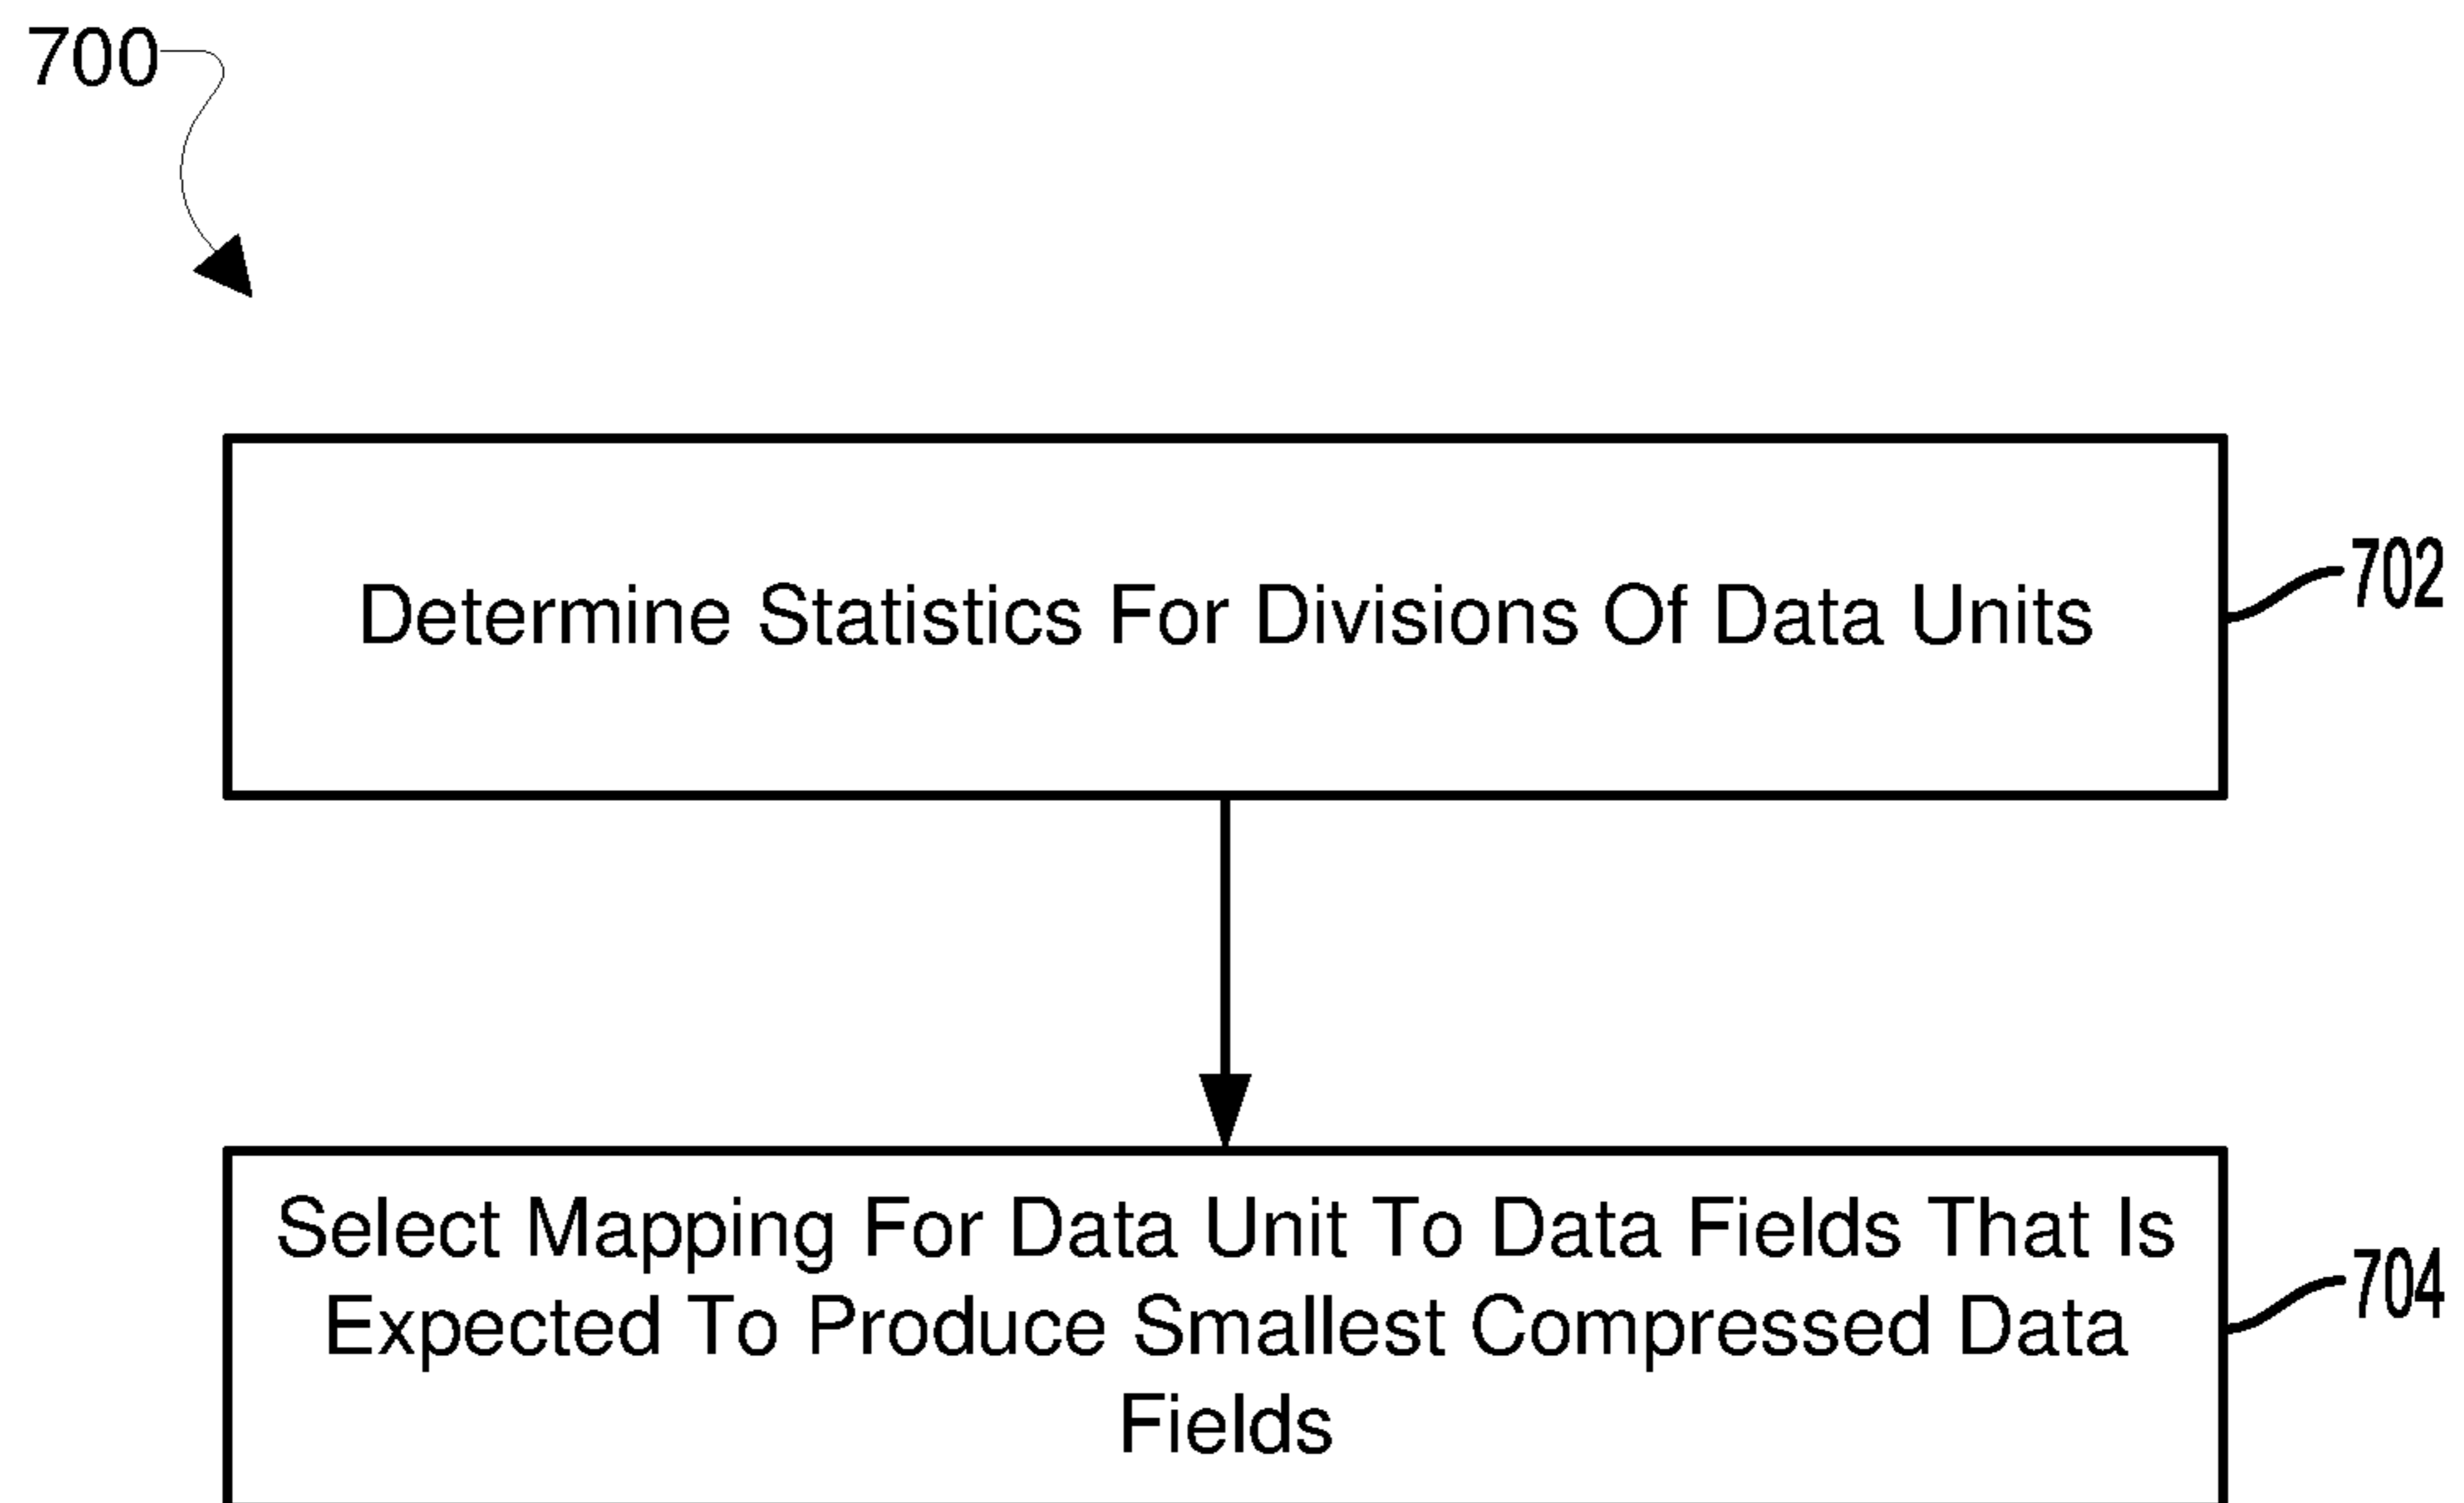 700
Determine Statistics For Divisions Of Data Units
702
Select Mapping For Data Unit To Data Fields That Is
Expected To Produce Smallest Compressed Data
Fields
704